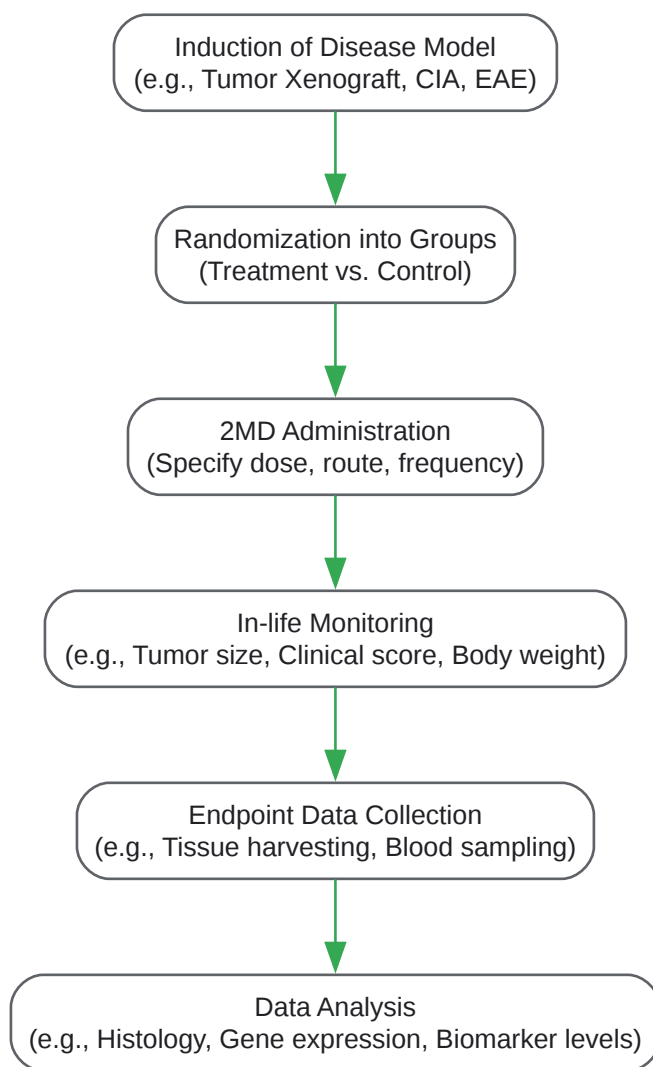 Induction of Disease Model
(e.g., Tumor Xenograft, CIA, EAE)
Randomization into Groups
(Treatment vs. Control)
2MD Administration
(Specify dose, route, frequency)
In-life Monitoring
(e.g., Tumor size, Clinical score, Body weight)
Endpoint Data Collection
(e.g., Tissue harvesting, Blood sampling)
Data Analysis
(e.g., Histology, Gene expression, Biomarker levels)